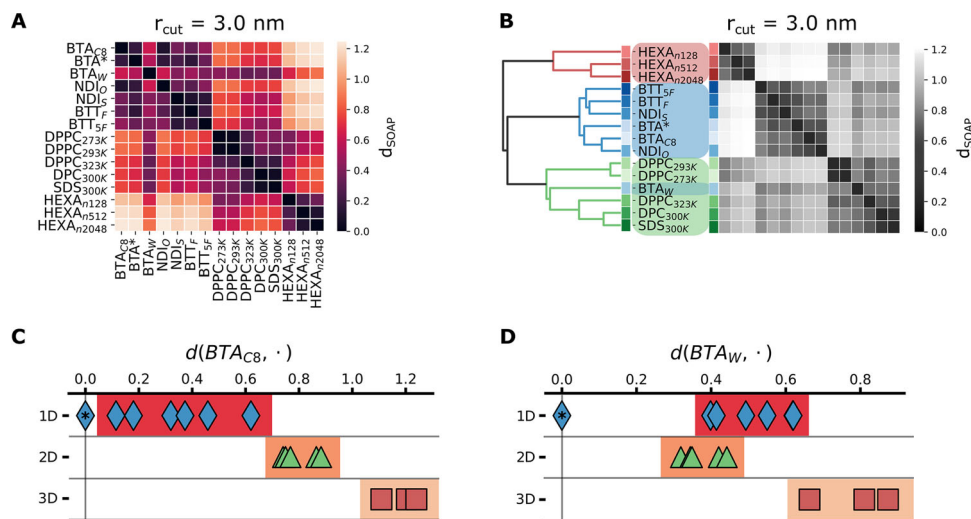 A
r_cut = 3.0 nm
BTA_C8
BTA*
BTA_W
NDI_O
NDI_S
BTT_F
BTT_5F
DPPC_273K
DPPC_293K
DPPC_323K
DPC_300K
SDS_300K
HEXA_n128
HEXA_n512
HEXA_n2048
BTA_C8
BTA*
BTA_W
NDI_O
NDI_S
BTT_F
BTT_5F
DPPC_273K
DPPC_293K
DPPC_323K
DPC_300K
SDS_300K
HEXA_n128
HEXA_n512
HEXA_n2048
1.2
1.0
0.8
0.6
0.4
0.2
0.0
d_SOAP
B
r_cut = 3.0 nm
HEXA_n128
HEXA_n512
HEXA_n2048
BTT_5F
BTT_F
NDI_S
BTA*
BTA_C8
NDI_O
DPPC_293K
DPPC_273K
BTA_W
DPPC_323K
DPC_300K
SDS_300K
1.2
1.0
0.8
0.6
0.4
0.2
0.0
d_SOAP
C
d(BTA_C8, ·)
0.0 0.2 0.4 0.6 0.8 1.0 1.2
1D
*
2D
3D
D
d(BTA_W, ·)
0.0 0.2 0.4 0.6 0.8
1D
*
2D
3D